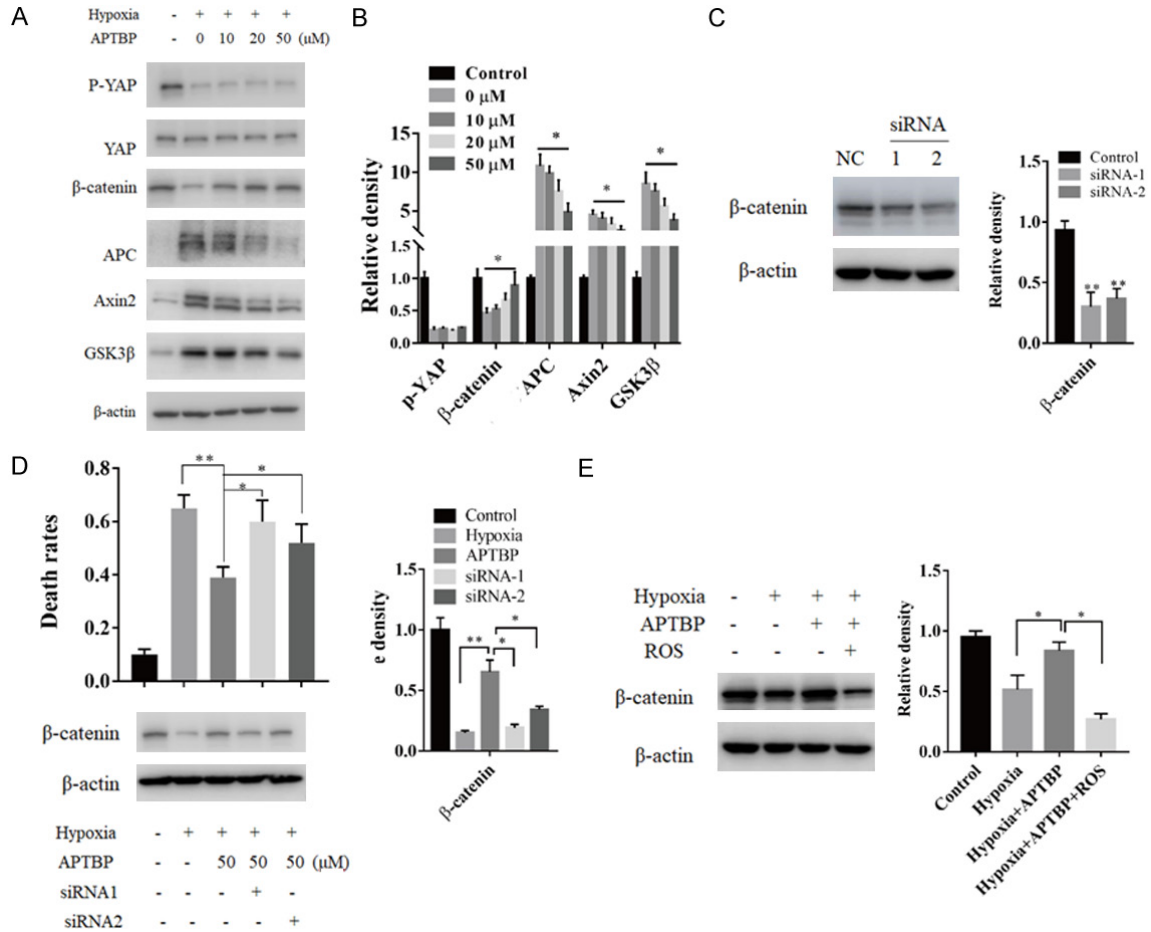 A
Hypoxia - + + + +
APTBP - 0 10 20 50 (μM)
P-YAP
YAP
β-catenin
APC
Axin2
GSK3β
β-actin
B
Control
0 μM
10 μM
20 μM
50 μM
Relative density
15
10
5
1.5
1.0
0.5
0.0
*
*
*
*
p-YAP
β-catenin
APC
Axin2
GSK3β
C
siRNA
NC 1 2
β-catenin
β-actin
Control
siRNA-1
siRNA-2
Relative density
1.5
1.0
0.5
0.0
** **
β-catenin
D
Death rates
0.8
0.6
0.4
0.2
0.0
**
*
*
β-catenin
β-actin
Hypoxia - + + + +
APTBP - - 50 50 50 (μM)
siRNA1 - - - + -
siRNA2 - - - - +
Control
Hypoxia
APTBP
siRNA-1
siRNA-2
e density
1.5
1.0
0.5
0.0
**
*
*
β-catenin
E
Hypoxia - + + +
APTBP - - + +
ROS - - - +
β-catenin
β-actin
Relative density
1.5
1.0
0.5
0.0
*
*
Control
Hypoxia
Hypoxia+APTBP
Hypoxia+APTBP+ROS